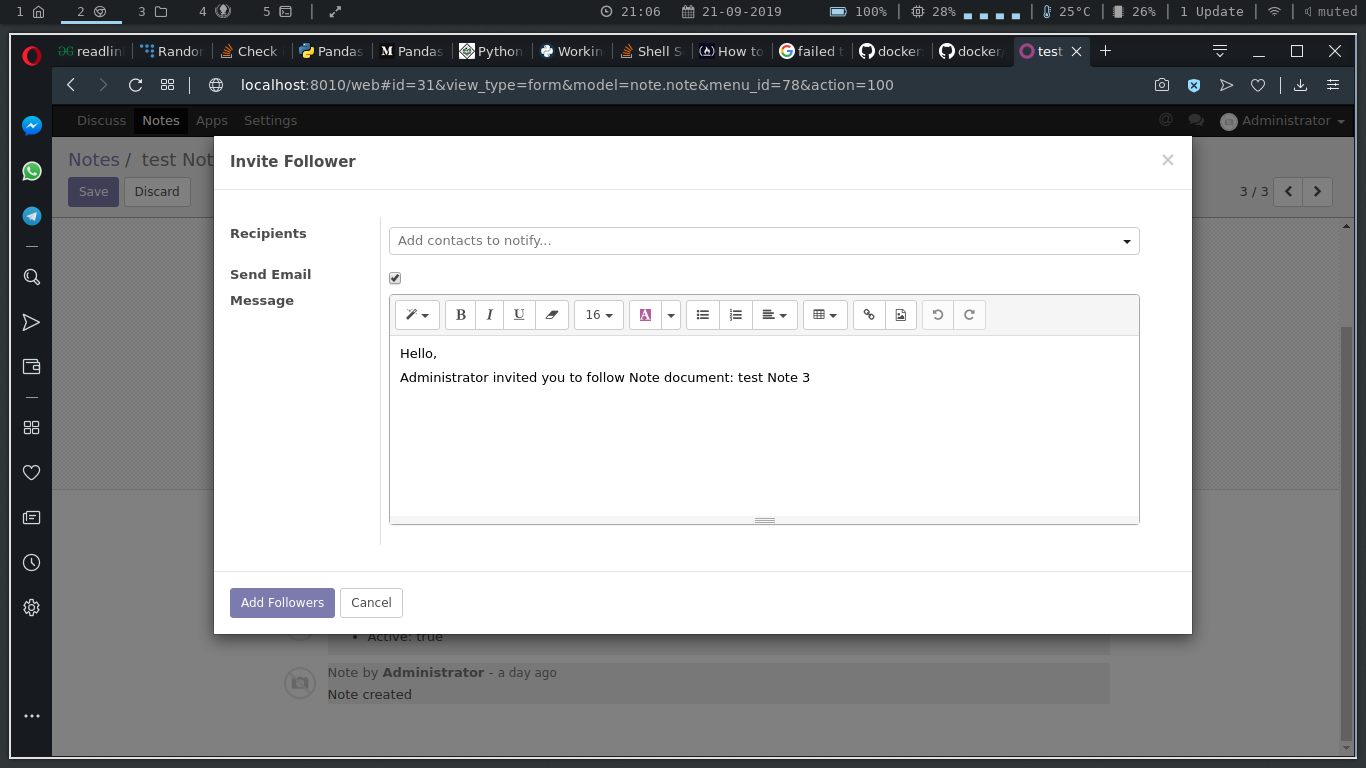 1 2 3 4 5 21:06 21-09-2019 100% 28% 25°C 26% 1 Update muted
readlin Randor Check Pandas Pandas Python Workin Shell S How to failed t docker docker test
localhost:8010/web#id=31&view_type=form&model=note.note&menu_id=78&action=100
Discuss Notes Apps Settings @ Administrator
Notes / test Not
Save Discard 3 / 3
Invite Follower ×
Recipients Add contacts to notify...
Send Email
Message
B I U 16 A
Hello,
Administrator invited you to follow Note document: test Note 3
Add Followers Cancel
• Active: true
Note by Administrator - a day ago
Note created